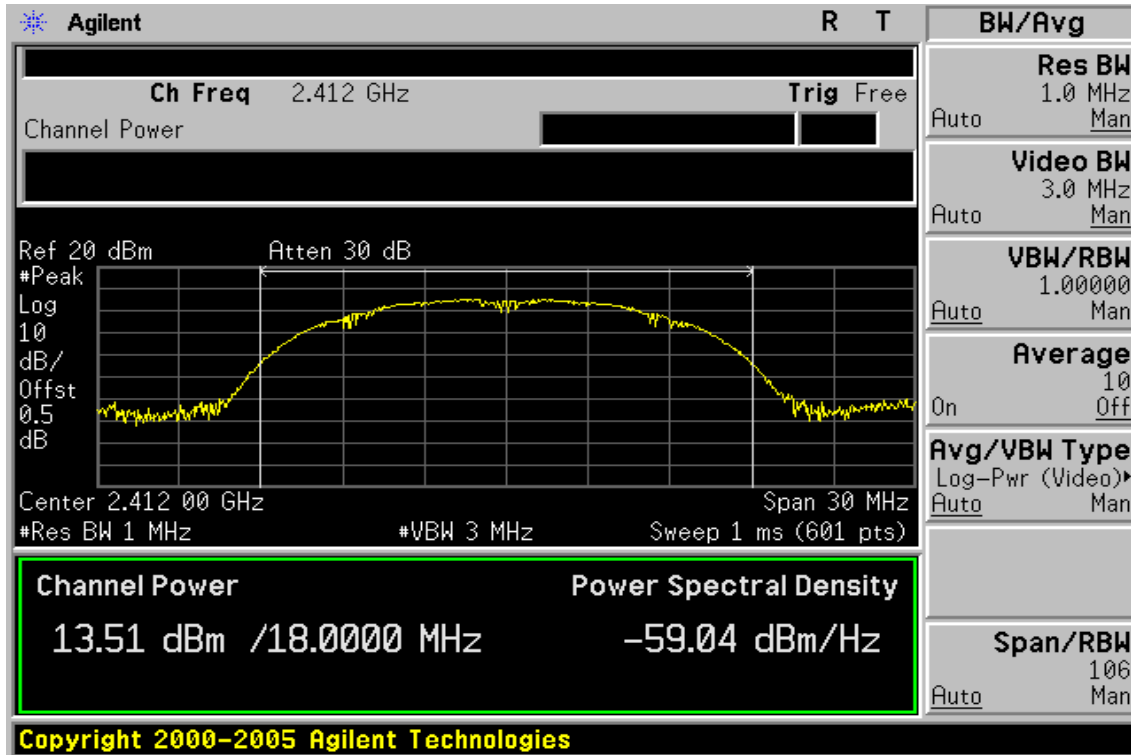 Agilent R T
Ch Freq 2.412 GHz Trig Free
Channel Power
Ref 20 dBm Atten 30 dB
#Peak
Log
10
dB/
Offst
0.5
dB
Center 2.412 00 GHz Span 30 MHz
#Res BW 1 MHz #VBW 3 MHz Sweep 1 ms (601 pts)
Channel Power Power Spectral Density
13.51 dBm /18.0000 MHz -59.04 dBm/Hz
Copyright 2000-2005 Agilent Technologies
BW/Avg
Res BW
1.0 MHz
Auto Man
Video BW
3.0 MHz
Auto Man
VBW/RBW
1.00000
Auto Man
Average
10
On Off
Avg/VBW Type
Log-Pwr (Video)
Auto Man
Span/RBW
106
Auto Man